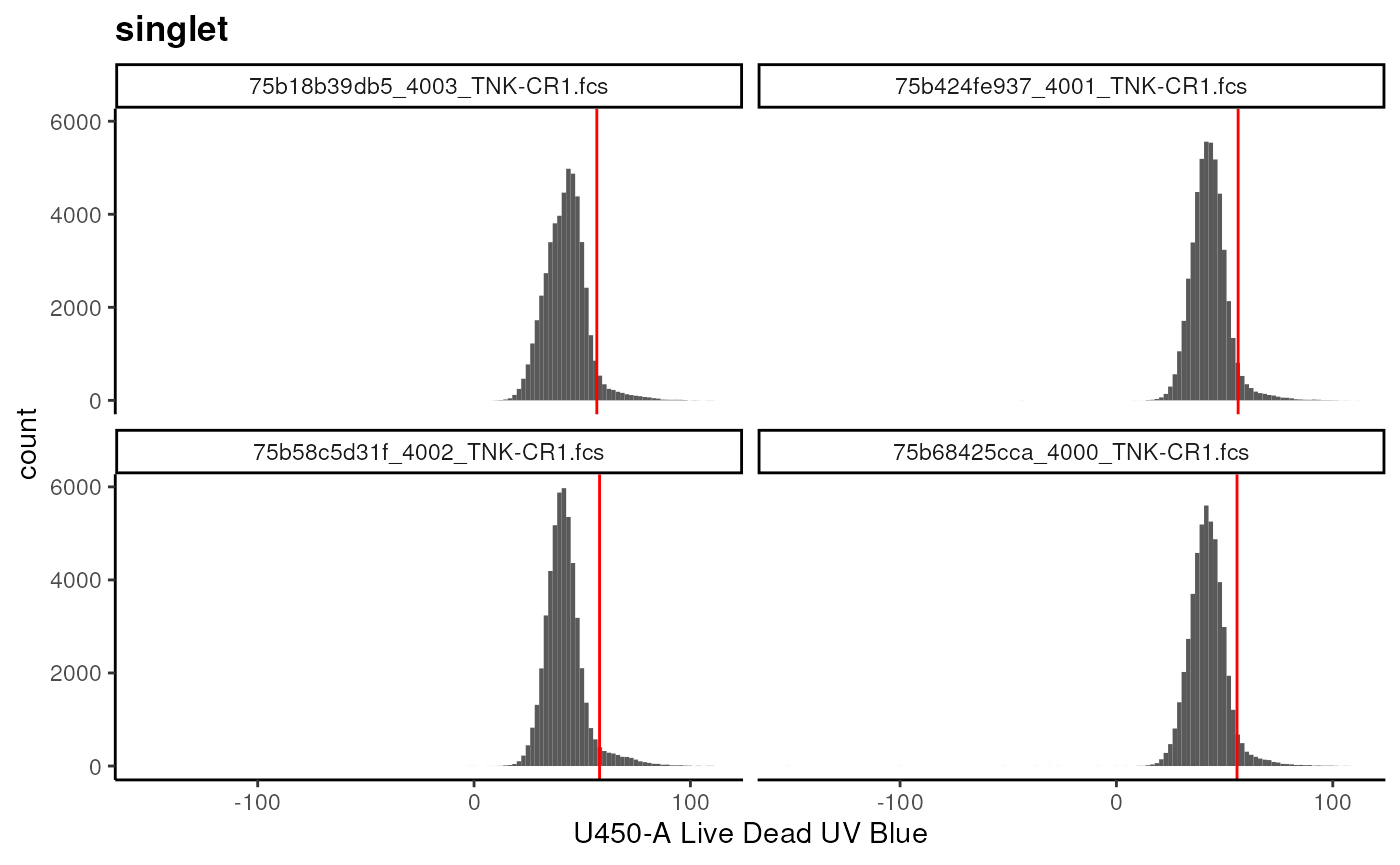 singlet
75b18b39db5_4003_TNK-CR1.fcs
75b424fe937_4001_TNK-CR1.fcs
6000
4000
2000
0
count
75b58c5d31f_4002_TNK-CR1.fcs
75b68425cca_4000_TNK-CR1.fcs
6000
4000
2000
0
-100
0
100
-100
0
100
U450-A Live Dead UV Blue